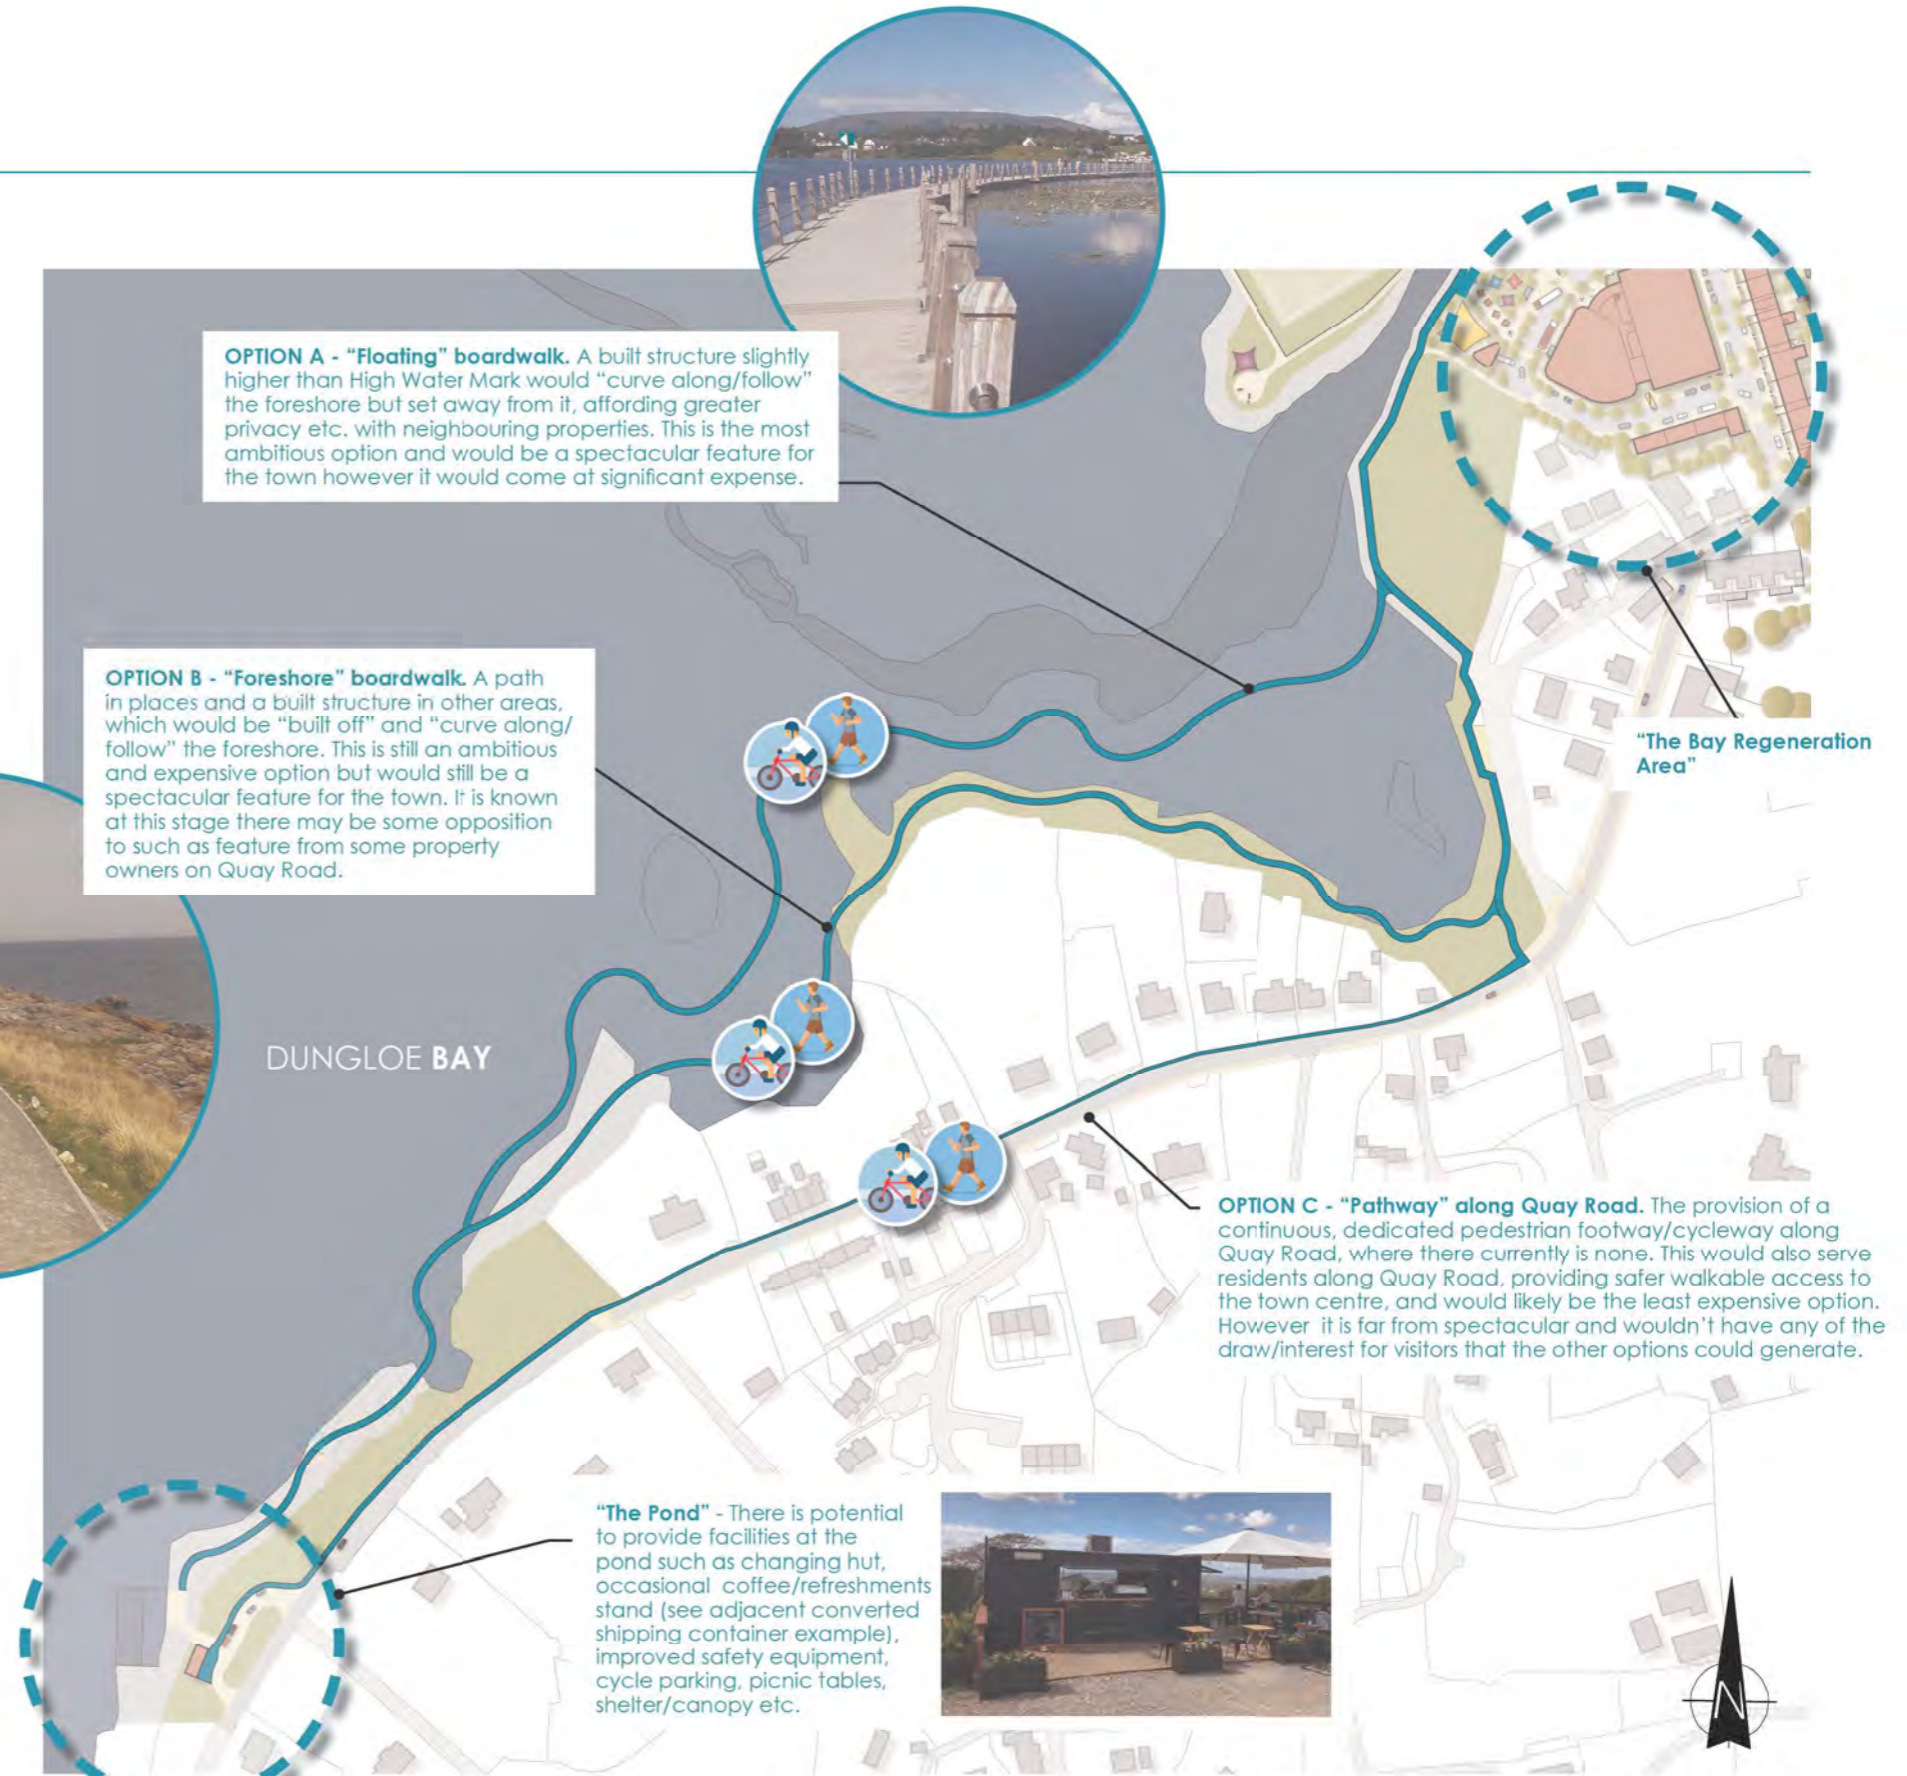 OPTION A - “Floating” boardwalk. A built structure slightly
higher than High Water Mark would “curve along/follow”
the foreshore but set away from it, affording greater
privacy etc. with neighbouring properties. This is the most
ambitious option and would be a spectacular feature for
the town however it would come at significant expense.
OPTION B - “Foreshore” boardwalk. A path
in places and a built structure in other areas,
which would be “built off” and “curve along/
follow” the foreshore. This is still an ambitious
and expensive option but would still be a
spectacular feature for the town. It is known
at this stage there may be some opposition
to such as feature from some property
owners on Quay Road.
“The Bay Regeneration
Area”
DUNGLOE BAY
OPTION C - “Pathway” along Quay Road. The provision of a
continuous, dedicated pedestrian footway/cycleway along
Quay Road, where there currently is none. This would also serve
residents along Quay Road, providing safer walkable access to
the town centre, and would likely be the least expensive option.
However it is far from spectacular and wouldn’t have any of the
draw/interest for visitors that the other options could generate.
“The Pond” - There is potential
to provide facilities at the
pond such as changing hut,
occasional coffee/refreshments
stand (see adjacent converted
shipping container example),
improved safety equipment,
cycle parking, picnic tables,
shelter/canopy etc.
N